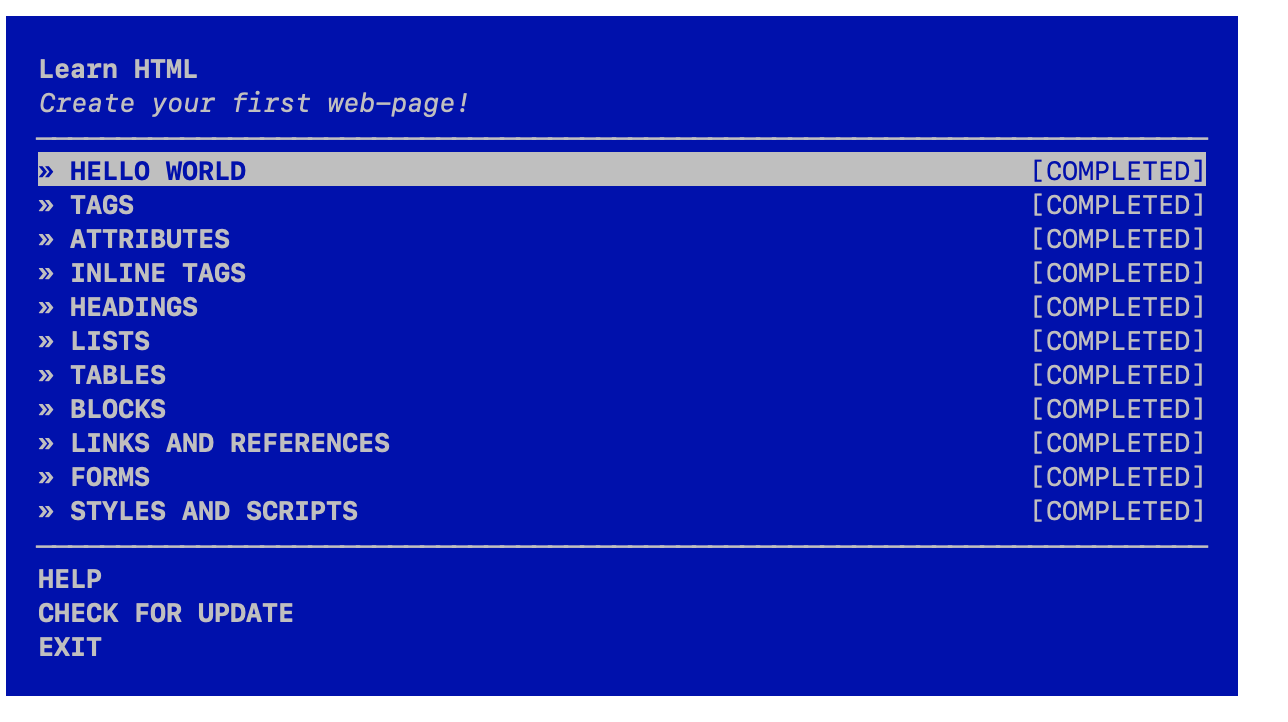 Learn HTML
Create your first web-page!
» HELLO WORLD [COMPLETED]
» TAGS [COMPLETED]
» ATTRIBUTES [COMPLETED]
» INLINE TAGS [COMPLETED]
» HEADINGS [COMPLETED]
» LISTS [COMPLETED]
» TABLES [COMPLETED]
» BLOCKS [COMPLETED]
» LINKS AND REFERENCES [COMPLETED]
» FORMS [COMPLETED]
» STYLES AND SCRIPTS [COMPLETED]
HELP
CHECK FOR UPDATE
EXIT